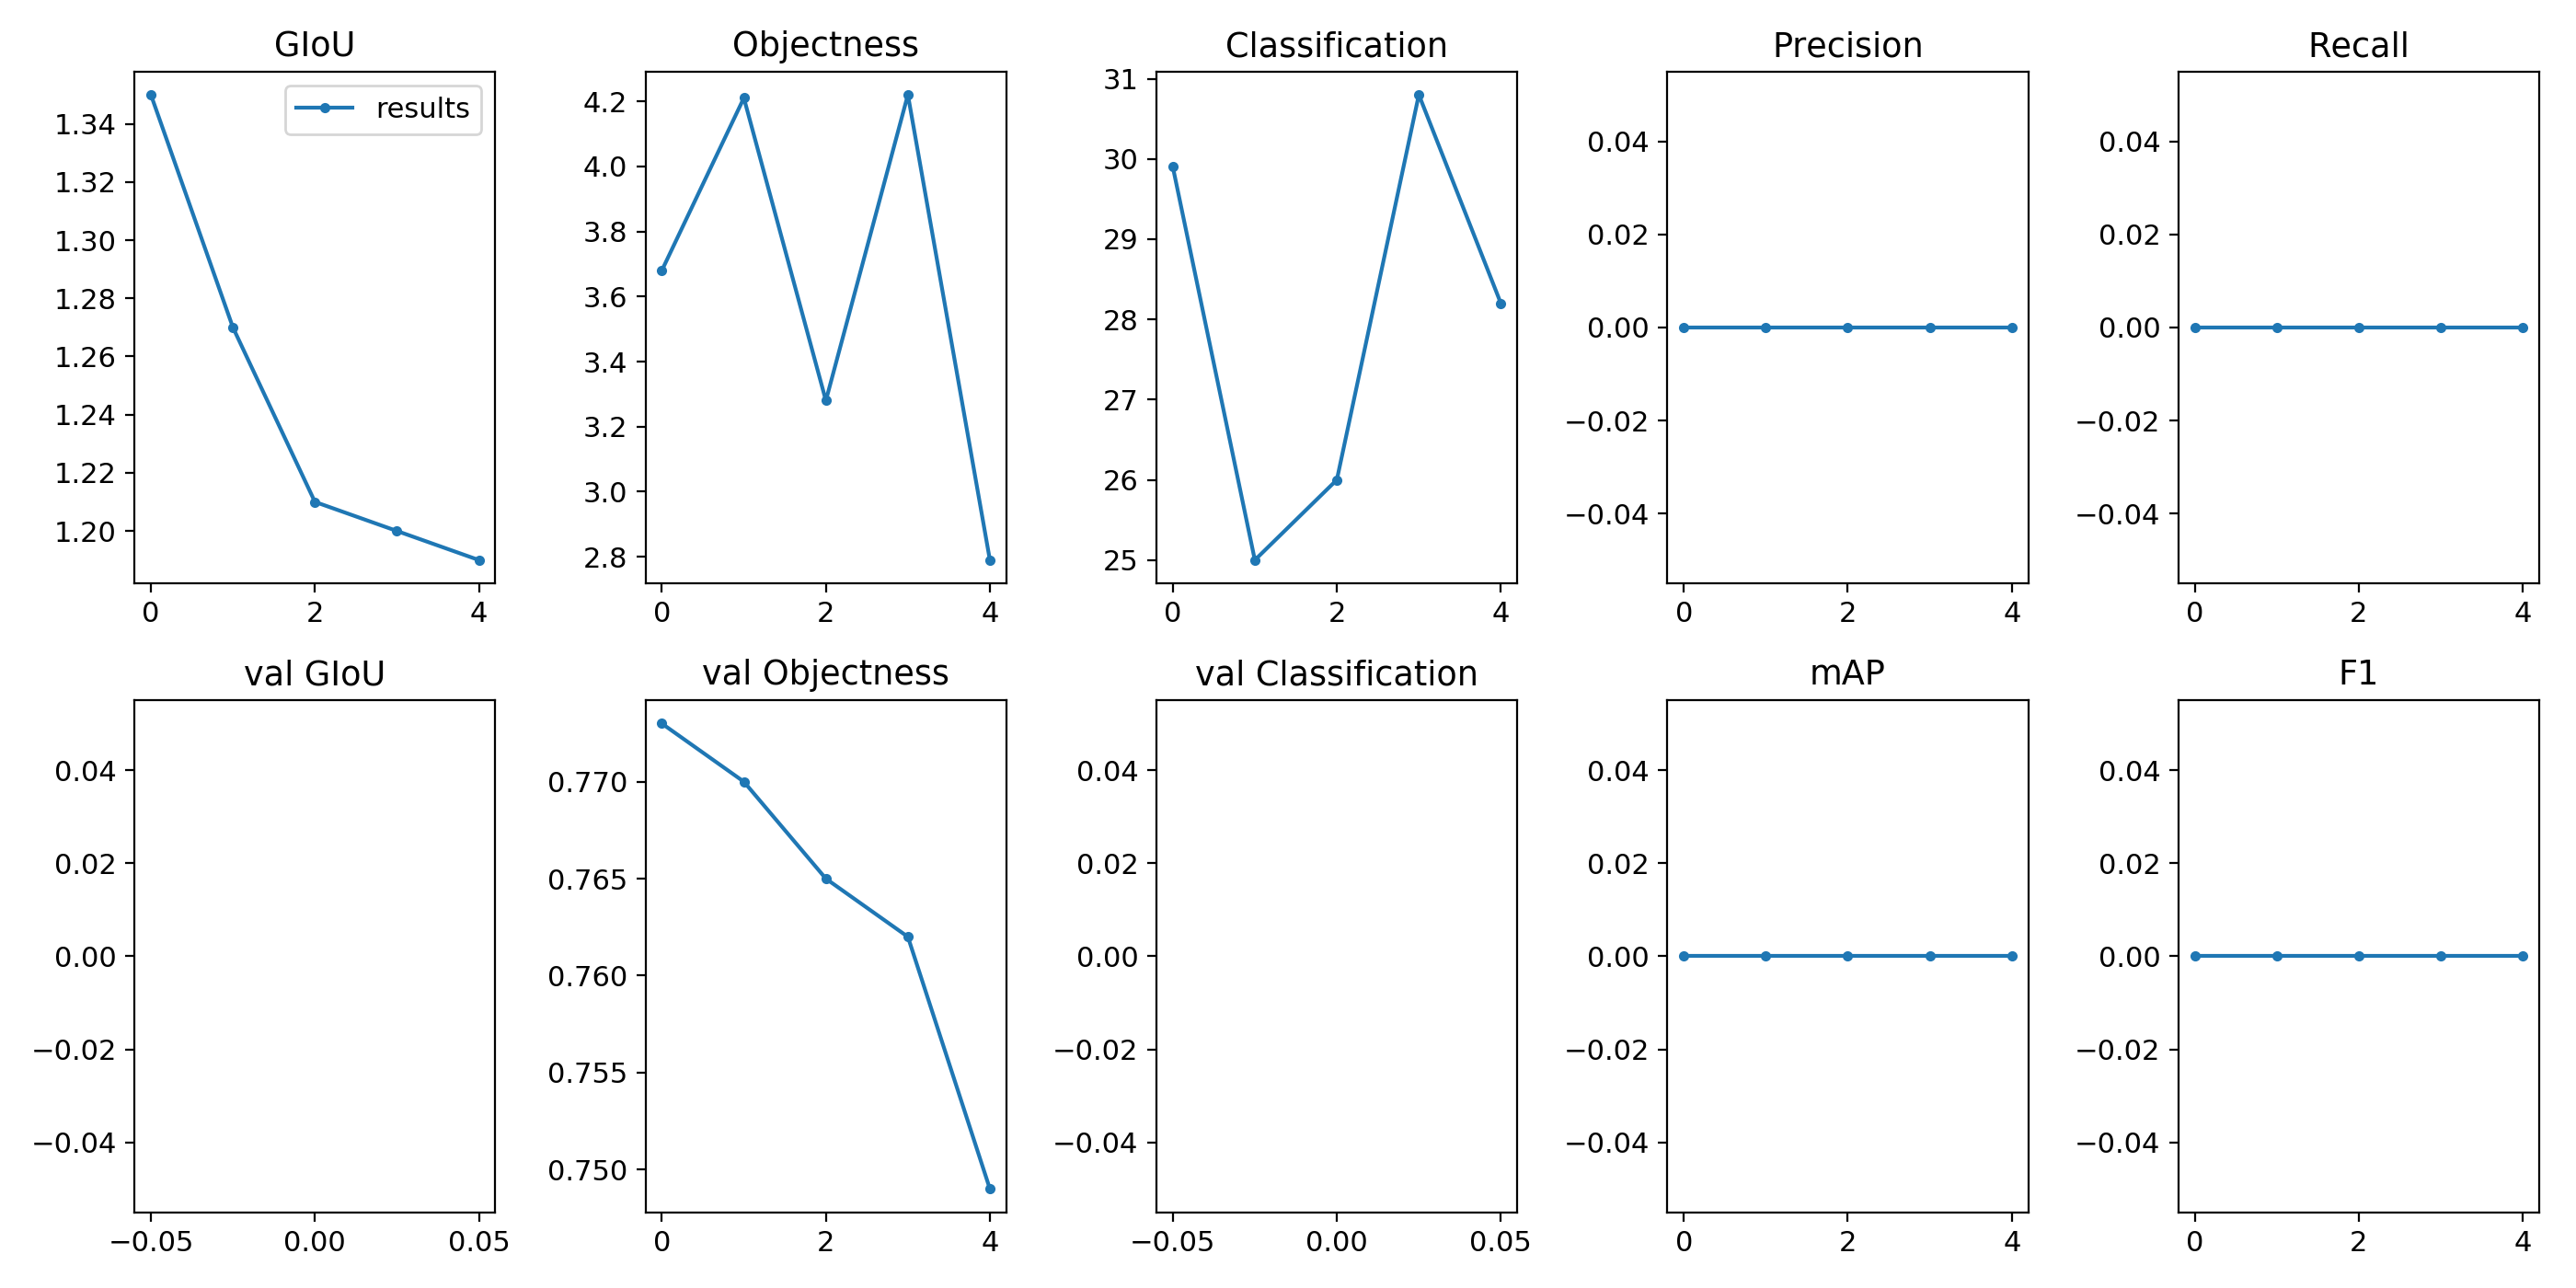 GIoU
Objectness
Classification
Precision
Recall
results
1.34
1.32
1.30
1.28
1.26
1.24
1.22
1.20
0 2 4
4.2
4.0
3.8
3.6
3.4
3.2
3.0
2.8
0 2 4
31
30
29
28
27
26
25
0 2 4
0.04
0.02
0.00
−0.02
−0.04
0 2 4
0.04
0.02
0.00
−0.02
−0.04
0 2 4
val GIoU
val Objectness
val Classification
mAP
F1
0.04
0.02
0.00
−0.02
−0.04
−0.05 0.00 0.05
0.770
0.765
0.760
0.755
0.750
0 2 4
0.04
0.02
0.00
−0.02
−0.04
−0.05 0.00 0.05
0.04
0.02
0.00
−0.02
−0.04
0 2 4
0.04
0.02
0.00
−0.02
−0.04
0 2 4